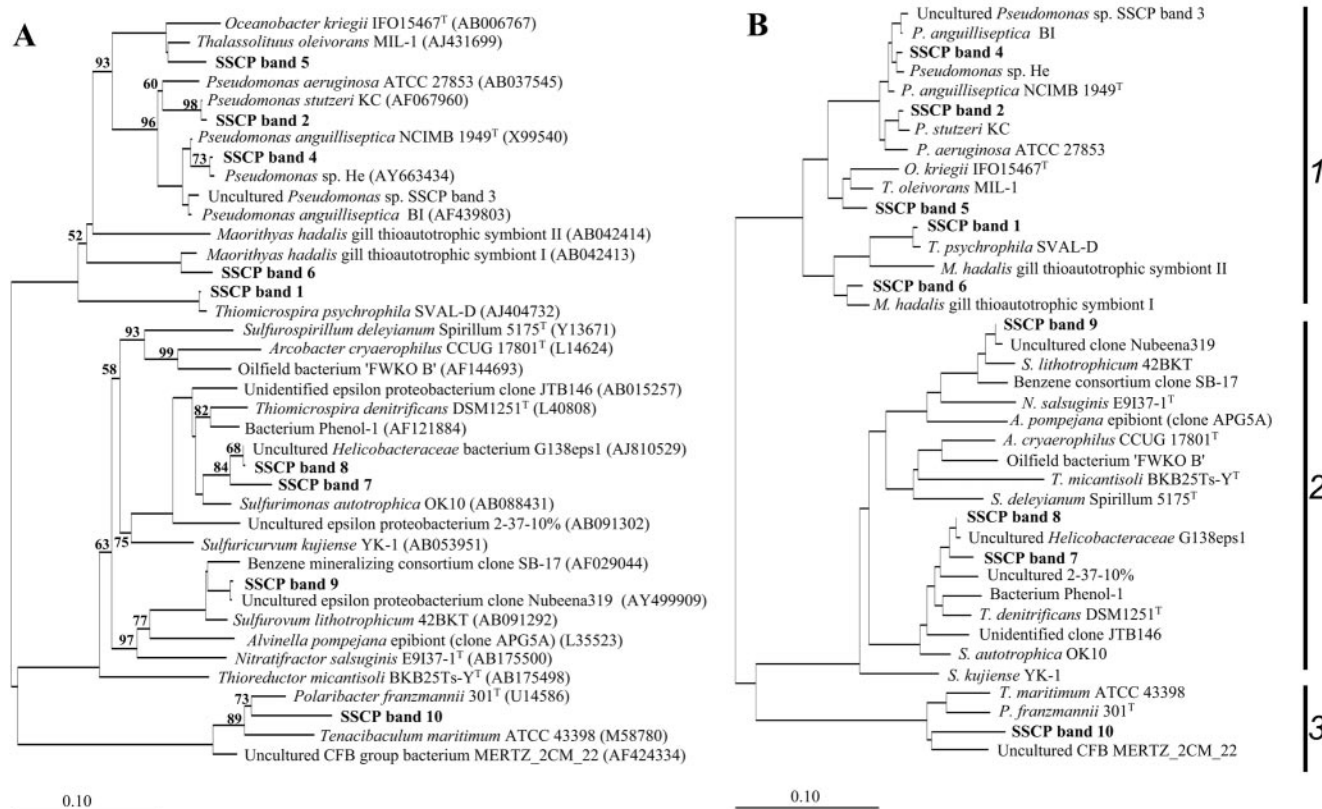 A
Oceanobacter kriegii IFO15467ᵀ (AB006767)
Thalassolituus oleivorans MIL-1 (AJ431699)
SSCP band 5
93
60
Pseudomonas aeruginosa ATCC 27853 (AB037545)
98
Pseudomonas stutzeri KC (AF067960)
SSCP band 2
96
Pseudomonas anguilliseptica NCIMB 1949ᵀ (X99540)
73
SSCP band 4
Pseudomonas sp. He (AY663434)
Uncultured Pseudomonas sp. SSCP band 3
Pseudomonas anguilliseptica BI (AF439803)
Maorithyas hadalis gill thioautotrophic symbiont II (AB042414)
52
Maorithyas hadalis gill thioautotrophic symbiont I (AB042413)
SSCP band 6
SSCP band 1
Thiomicrospira psychrophila SVAL-D (AJ404732)
93
Sulfurospirillum deleyianum Spirillum 5175ᵀ (Y13671)
99
Arcobacter cryaerophilus CCUG 17801ᵀ (L14624)
58
Oilfield bacterium 'FWKO B' (AF144693)
Unidentified epsilon proteobacterium clone JTB146 (AB015257)
82
Thiomicrospira denitrificans DSM1251ᵀ (L40808)
Bacterium Phenol-1 (AF121884)
68
Uncultured Helicobacteraceae bacterium G138eps1 (AJ810529)
84
SSCP band 8
SSCP band 7
Sulfurimonas autotrophica OK10 (AB088431)
Uncultured epsilon proteobacterium 2-37-10% (AB091302)
63
75
Sulfuricurvum kujiense YK-1 (AB053951)
Benzene mineralizing consortium clone SB-17 (AF029044)
SSCP band 9
Uncultured epsilon proteobacterium clone Nubeena319 (AY499909)
77
Sulfurovum lithotrophicum 42BKT (AB091292)
97
Alvinella pompejana epibiont (clone APG5A) (L35523)
Nitratifractor salsuginis E9I37-1ᵀ (AB175500)
Thioreductor micantisoli BKB25Ts-Yᵀ (AB175498)
73
Polaribacter franzmannii 301ᵀ (U14586)
89
SSCP band 10
Tenacibaculum maritimum ATCC 43398 (M58780)
Uncultured CFB group bacterium MERTZ_2CM_22 (AF424334)
0.10
B
Uncultured Pseudomonas sp. SSCP band 3
P. anguilliseptica BI
SSCP band 4
Pseudomonas sp. He
P. anguilliseptica NCIMB 1949ᵀ
SSCP band 2
P. stutzeri KC
P. aeruginosa ATCC 27853
O. kriegii IFO15467ᵀ
T. oleivorans MIL-1
SSCP band 5
SSCP band 1
T. psychrophila SVAL-D
M. hadalis gill thioautotrophic symbiont II
SSCP band 6
M. hadalis gill thioautotrophic symbiont I
1
SSCP band 9
Uncultured clone Nubeena319
S. lithotrophicum 42BKT
Benzene consortium clone SB-17
N. salsuginis E9I37-1ᵀ
A. pompejana epibiont (clone APG5A)
A. cryaerophilus CCUG 17801ᵀ
Oilfield bacterium 'FWKO B'
T. micantisoli BKB25Ts-Yᵀ
S. deleyianum Spirillum 5175ᵀ
SSCP band 8
Uncultured Helicobacteraceae G138eps1
SSCP band 7
Uncultured 2-37-10%
Bacterium Phenol-1
T. denitrificans DSM1251ᵀ
Unidentified clone JTB146
S. autotrophica OK10
S. kujiense YK-1
2
T. maritimum ATCC 43398
P. franzmannii 301ᵀ
SSCP band 10
Uncultured CFB MERTZ_2CM_22
3
0.10